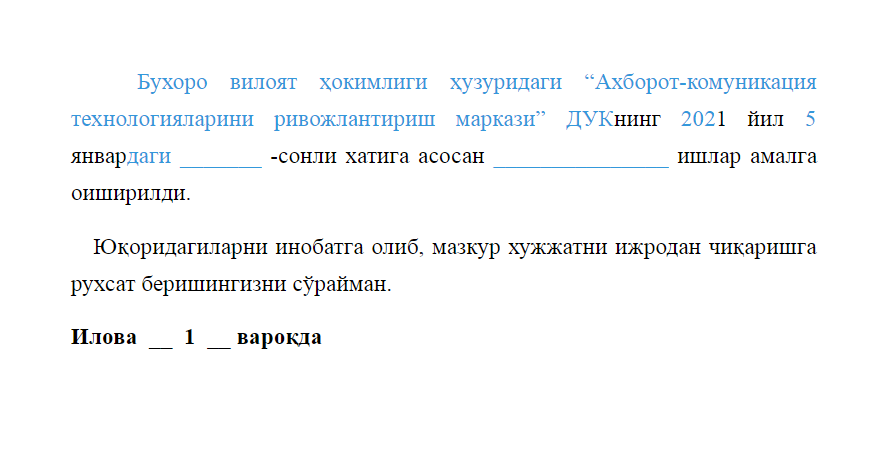 Бухоро вилоят ҳокимлиги ҳузуридаги “Ахборот-комуникация
технологияларини ривожлантириш маркази” ДУКнинг 2021 йил 5
январдаги _______ -сонли хатига асосан _______________ ишлар амалга
оиширилди.
Юқоридагиларни инобатга олиб, мазкур хужжатни ижродан чиқаришга
рухсат беришингизни сўрайман.
Илова __ 1 __ варокда